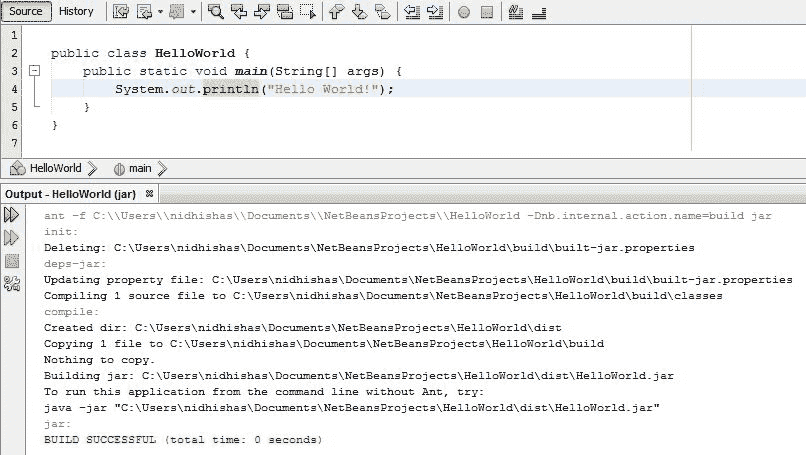 Source History
1
2 public class HelloWorld {
3 public static void main(String[] args) {
4 System.out.println("Hello World!");
5 }
6 }
7
HelloWorld main
Output - HelloWorld (jar)
ant -f C:\\Users\\nidhishas\\Documents\\NetBeansProjects\\HelloWorld -Dnb.internal.action.name=build jar
init:
Deleting: C:\Users\nidhishas\Documents\NetBeansProjects\HelloWorld\build\built-jar.properties
deps-jar:
Updating property file: C:\Users\nidhishas\Documents\NetBeansProjects\HelloWorld\build\built-jar.properties
Compiling 1 source file to C:\Users\nidhishas\Documents\NetBeansProjects\HelloWorld\build\classes
compile:
Created dir: C:\Users\nidhishas\Documents\NetBeansProjects\HelloWorld\dist
Copying 1 file to C:\Users\nidhishas\Documents\NetBeansProjects\HelloWorld\build
Nothing to copy.
Building jar: C:\Users\nidhishas\Documents\NetBeansProjects\HelloWorld\dist\HelloWorld.jar
To run this application from the command line without Ant, try:
java -jar "C:\Users\nidhishas\Documents\NetBeansProjects\HelloWorld\dist\HelloWorld.jar"
jar:
BUILD SUCCESSFUL (total time: 0 seconds)